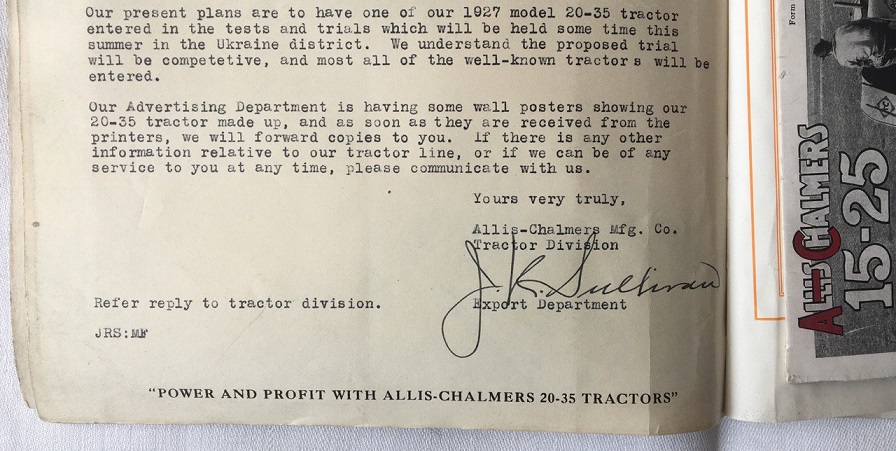 Our present plans are to have one of our 1927 model 20-35 tractor
entered in the tests and trials which will be held some time this
summer in the Ukraine district. We understand the proposed trial
will be competetive, and most all of the well-known tractors will be
entered.
Our Advertising Department is having some wall posters showing our
20-35 tractor made up, and as soon as they are received from the
printers, we will forward copies to you. If there is any other
information relative to our tractor line, or if we can be of any
service to you at any time, please communicate with us.
Yours very truly,
Allis-Chalmers Mfg. Co.
Tractor Division
J. R. Sullivan
Export Department
Refer reply to tractor division.
JRS:MF
"POWER AND PROFIT WITH ALLIS-CHALMERS 20-35 TRACTORS"
Form
ALLIS CHALMERS
15-25